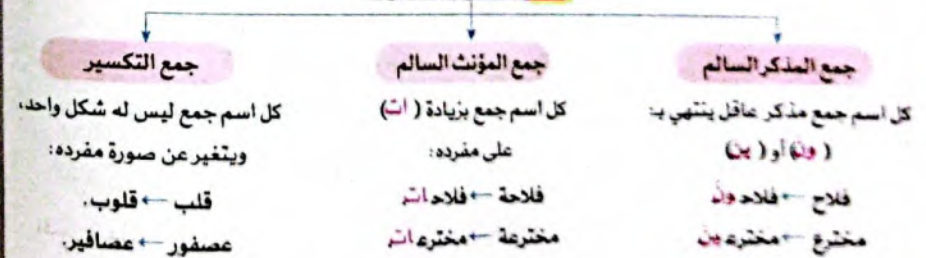 جمع المذكر السالم
كل اسم جمع مذكر عاقل ينتهي بـ:
(ونَ) أو (ينَ)
فلاح ← فلاحونَ
مخترع ← مخترعينَ
جمع المؤنث السالم
كل اسم جمع بزيادة (ات)
على مفرده:
فلاحة ← فلاحات
مخترعة ← مخترعات
جمع التكسير
كل اسم جمع ليس له شكل واحد،
ويتغير عن صورة مفرده:
قلب ← قلوب.
عصفور ← عصافير.